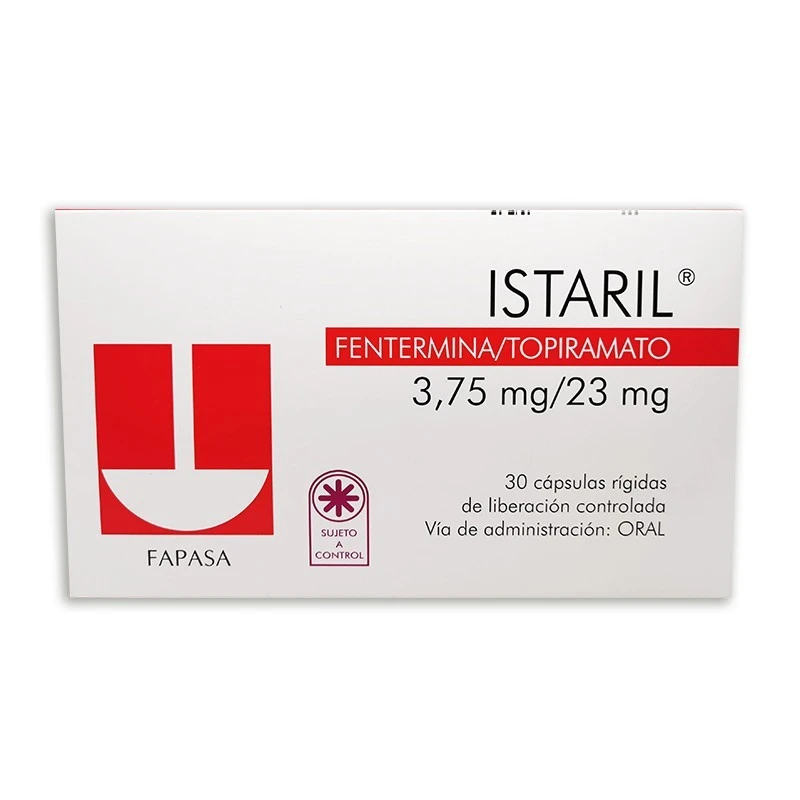 ISTARIL®
FENTERMINA/TOPIRAMATO
3,75 mg/23 mg
30 cápsulas rígidas
de liberación controlada
Vía de administración: ORAL
SUJETO
A
CONTROL
FAPASA